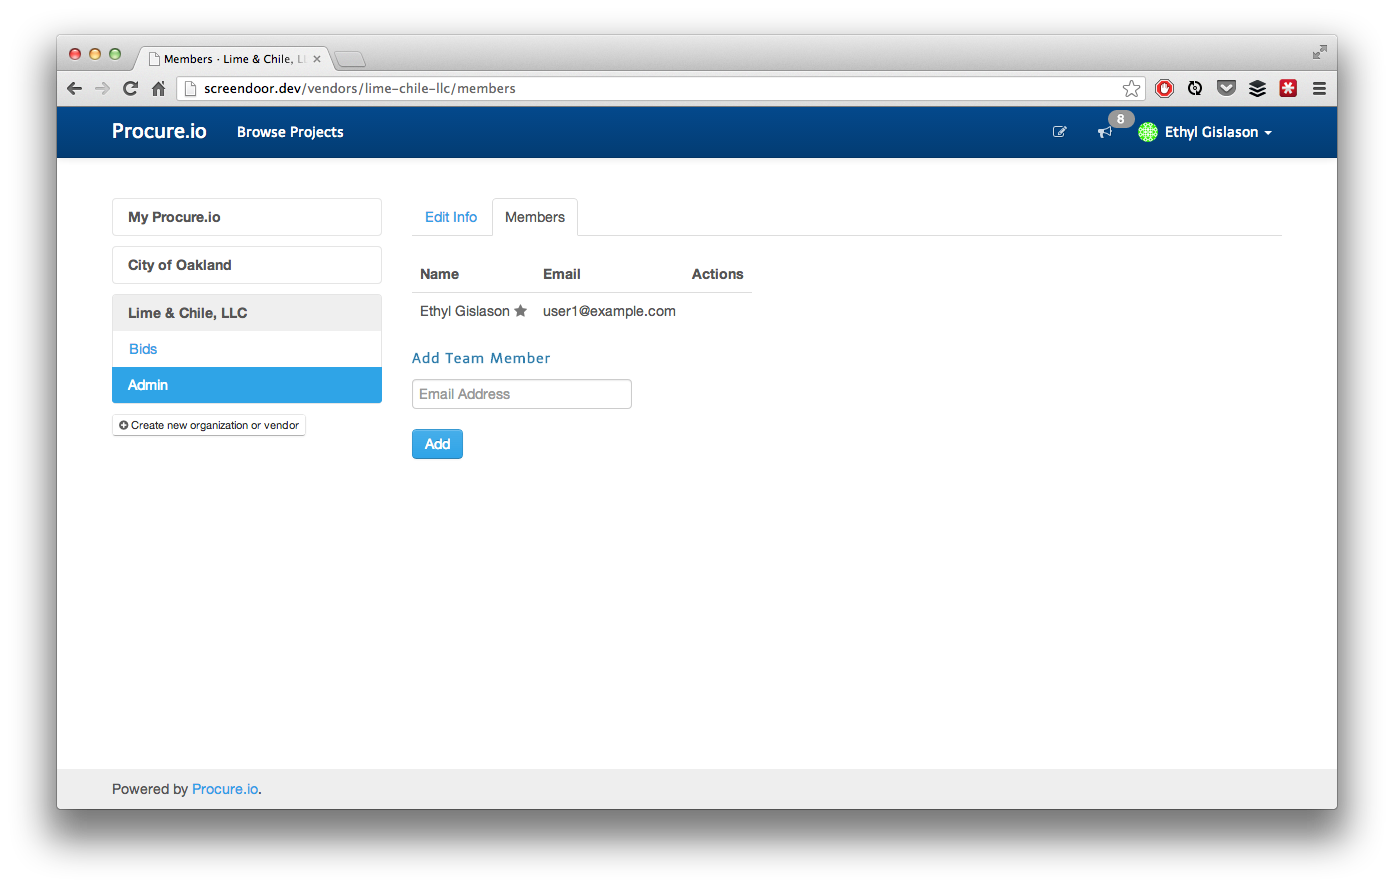 Members · Lime & Chile, L
screendoor.dev/vendors/lime-chile-llc/members
Procure.io Browse Projects 8 Ethyl Gislason
My Procure.io
City of Oakland
Lime & Chile, LLC
Bids
Admin
Create new organization or vendor
Edit Info Members
Name Email Actions
Ethyl Gislason user1@example.com
Add Team Member
Email Address
Add
Powered by Procure.io.